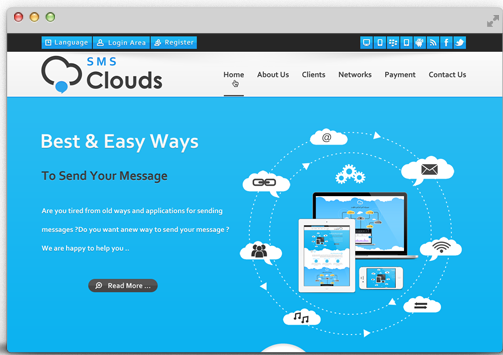 Language Login Area Register
SMS
Clouds
Home About Us Clients Networks Payment Contact Us
Best & Easy Ways
To Send Your Message
Are you tired from old ways and applications for sending
messages ?Do you want anew way to send your message ?
We are happy to help you ..
Read More ...
@